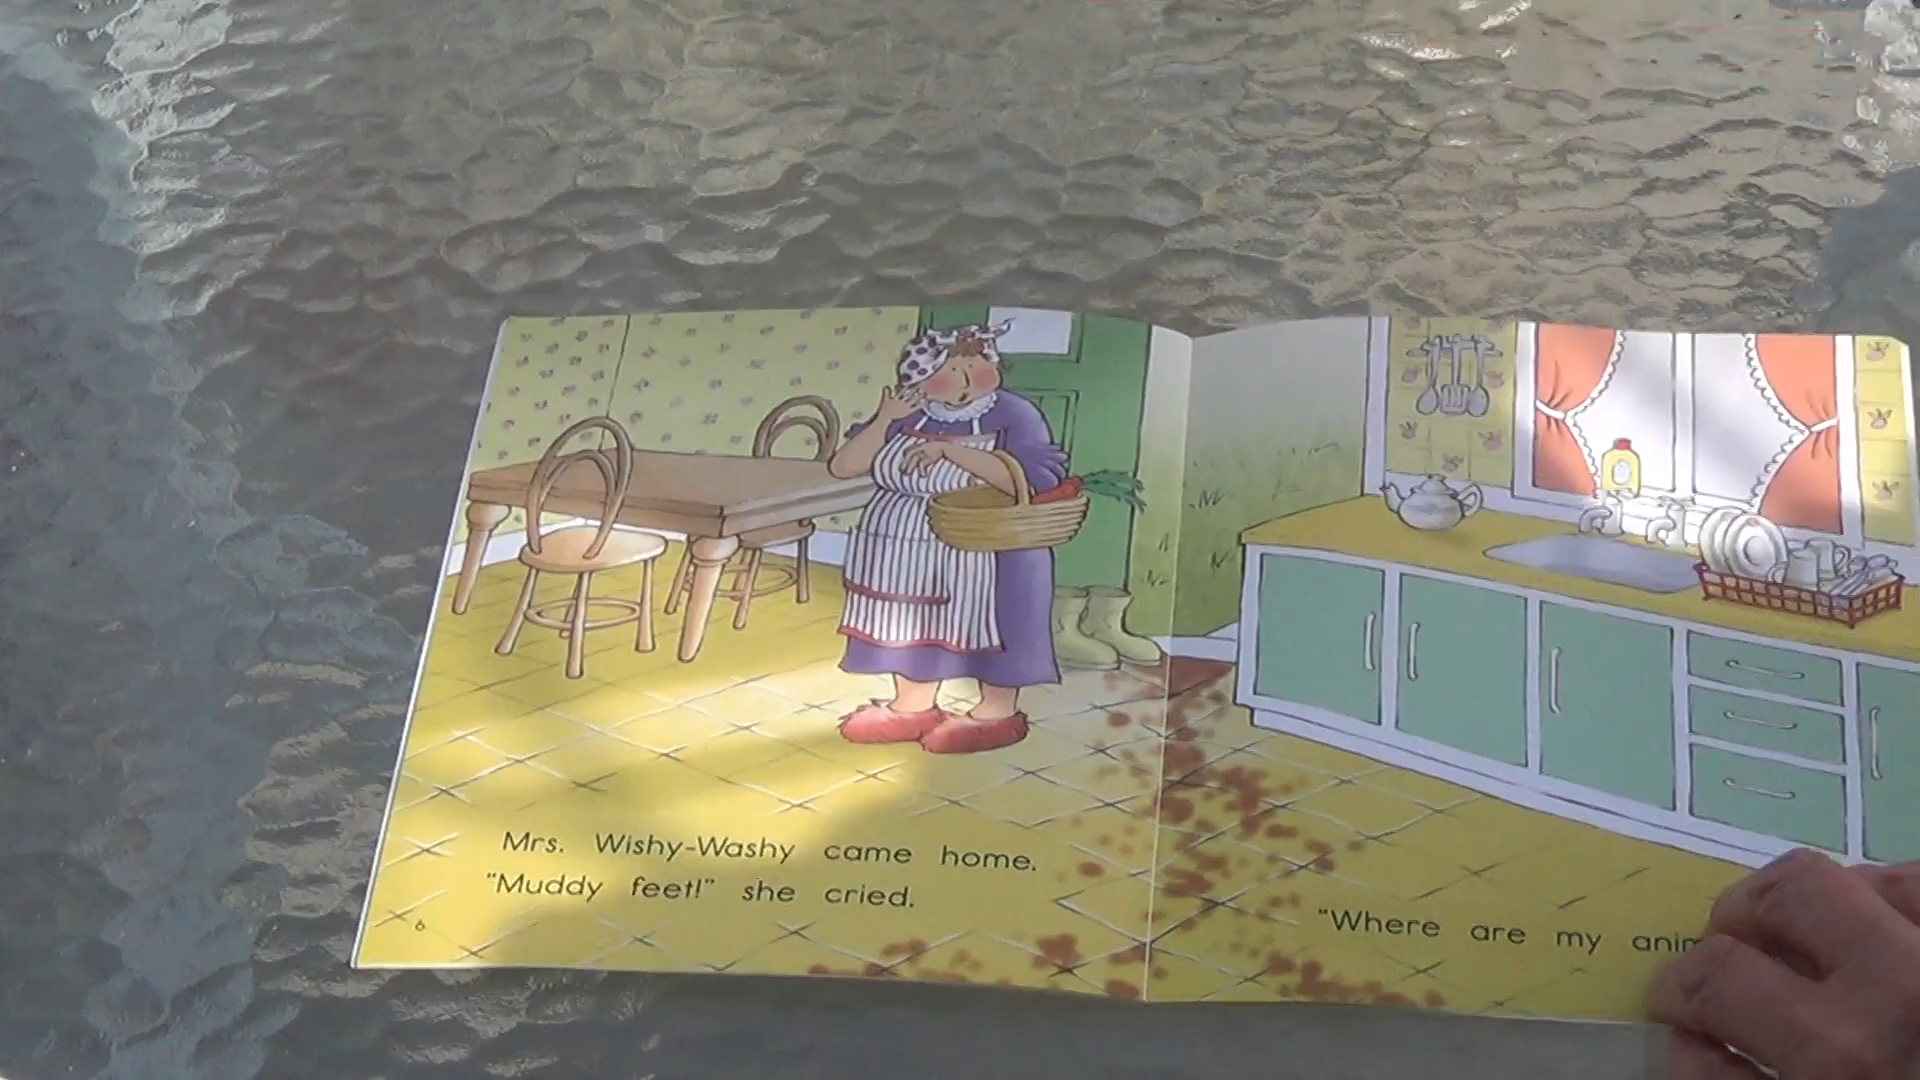 Mrs. Wishy-Washy came home.
"Muddy feet!" she cried.
6
"Where are my